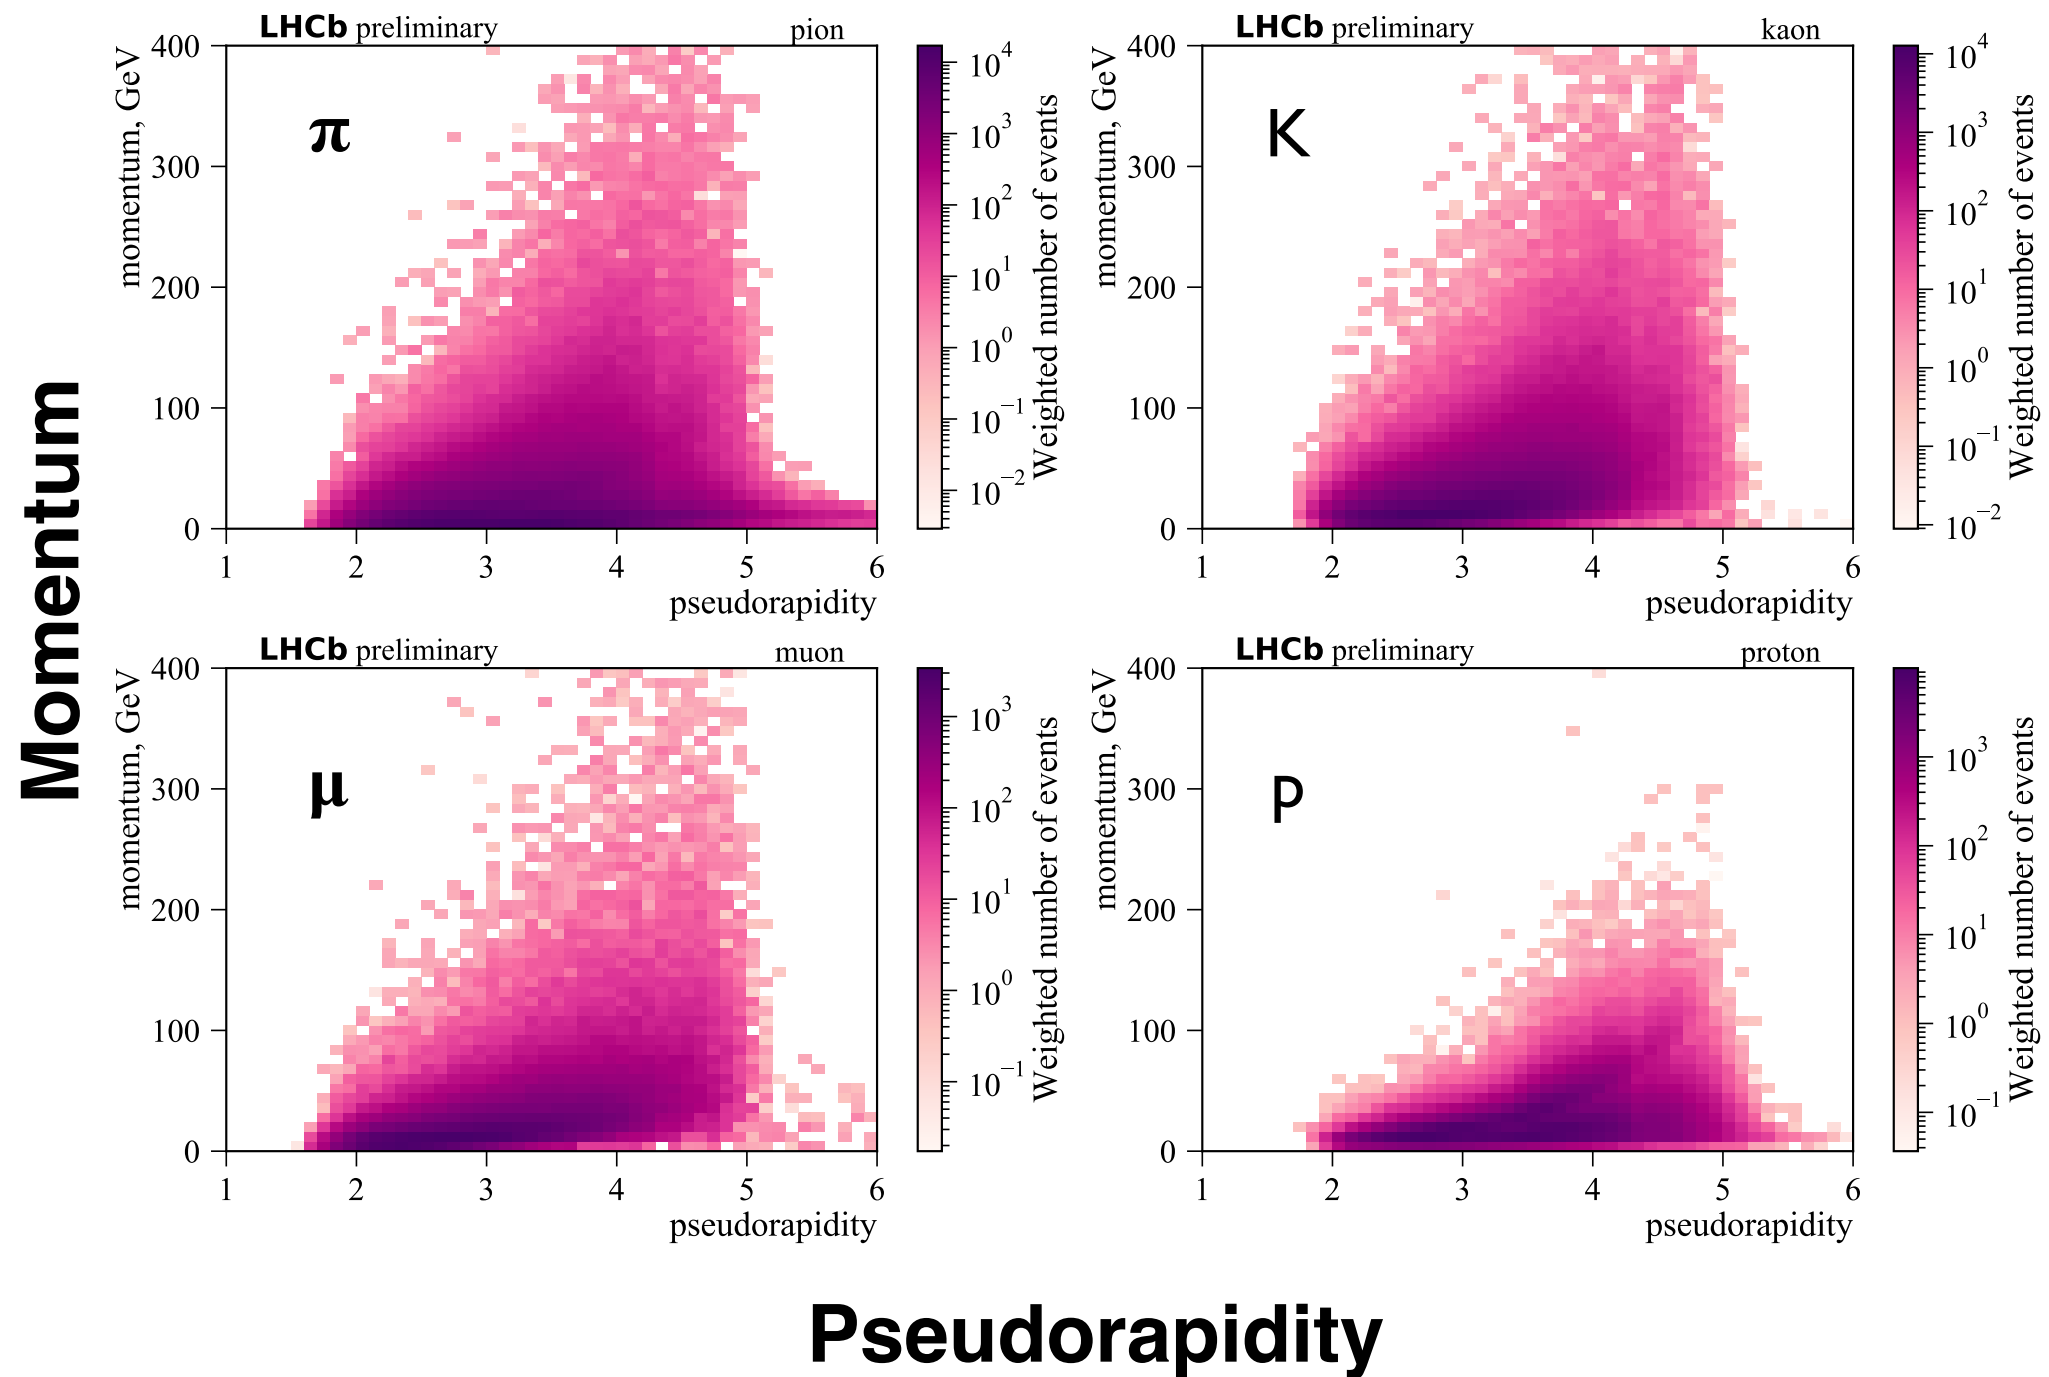 LHCb preliminary pion
400
300
200
100
0
momentum, GeV
π
1 2 3 4 5 6
pseudorapidity
10^4
10^3
10^2
10^1
10^0
10^−1
10^−2
Weighted number of events
LHCb preliminary kaon
400
300
200
100
0
momentum, GeV
K
1 2 3 4 5 6
pseudorapidity
10^4
10^3
10^2
10^1
10^0
10^−1
10^−2
Weighted number of events
Momentum
LHCb preliminary muon
400
300
200
100
0
momentum, GeV
μ
1 2 3 4 5 6
pseudorapidity
10^3
10^2
10^1
10^0
10^−1
Weighted number of events
LHCb preliminary proton
400
300
200
100
0
momentum, GeV
p
1 2 3 4 5 6
pseudorapidity
10^3
10^2
10^1
10^0
10^−1
Weighted number of events
Pseudorapidity